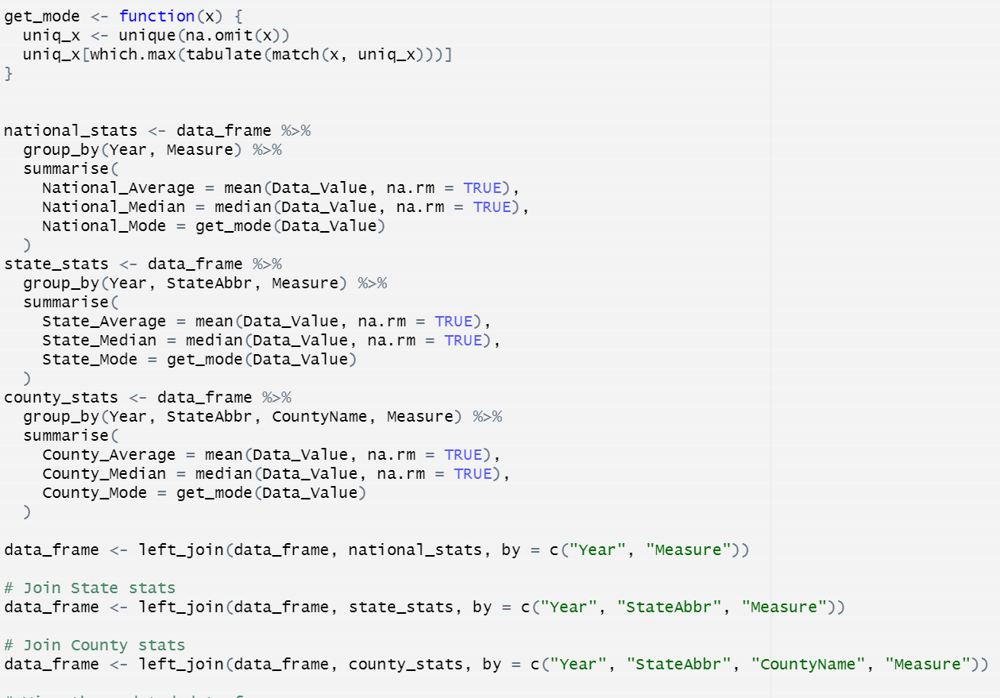 get_mode <- function(x) {
  uniq_x <- unique(na.omit(x))
  uniq_x[which.max(tabulate(match(x, uniq_x)))]
}
national_stats <- data_frame %>%
  group_by(Year, Measure) %>%
  summarise(
    National_Average = mean(Data_Value, na.rm = TRUE),
    National_Median = median(Data_Value, na.rm = TRUE),
    National_Mode = get_mode(Data_Value)
  )
state_stats <- data_frame %>%
  group_by(Year, StateAbbr, Measure) %>%
  summarise(
    State_Average = mean(Data_Value, na.rm = TRUE),
    State_Median = median(Data_Value, na.rm = TRUE),
    State_Mode = get_mode(Data_Value)
  )
county_stats <- data_frame %>%
  group_by(Year, StateAbbr, CountyName, Measure) %>%
  summarise(
    County_Average = mean(Data_Value, na.rm = TRUE),
    County_Median = median(Data_Value, na.rm = TRUE),
    County_Mode = get_mode(Data_Value)
  )
data_frame <- left_join(data_frame, national_stats, by = c("Year", "Measure"))
# Join State stats
data_frame <- left_join(data_frame, state_stats, by = c("Year", "StateAbbr", "Measure"))
# Join County stats
data_frame <- left_join(data_frame, county_stats, by = c("Year", "StateAbbr", "CountyName", "Measure"))